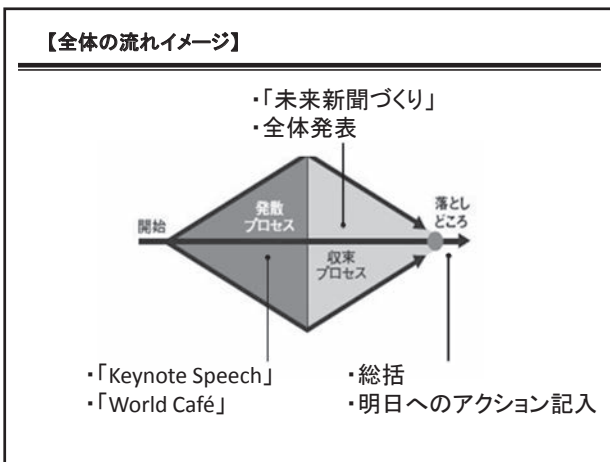 【全体の流れイメージ】
・「未来新聞づくり」
・全体発表
開始
発散
プロセス
収束
プロセス
落とし
どころ
・「Keynote Speech」
・「World Café」
・総括
・明日へのアクション記入